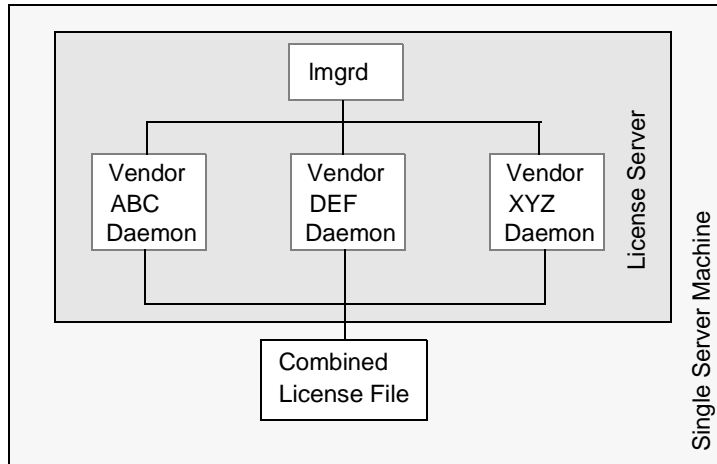 lmgrd
Vendor
ABC
Daemon
Vendor
DEF
Daemon
Vendor
XYZ
Daemon
License Server
Combined
License File
Single Server Machine